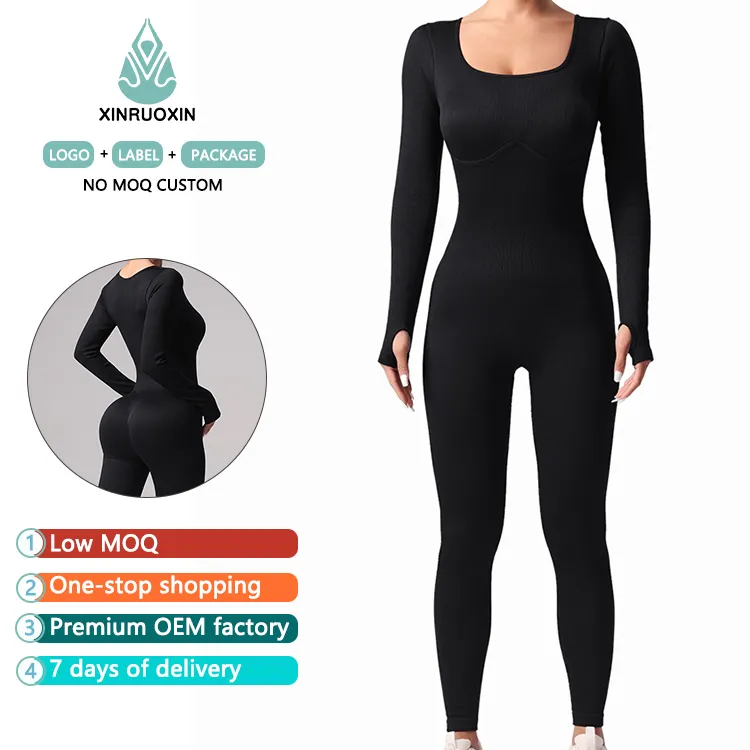 XINRUOXIN
LOGO + LABEL + PACKAGE
NO MOQ CUSTOM
1 Low MOQ
2 One-stop shopping
3 Premium OEM factory
4 7 days of delivery